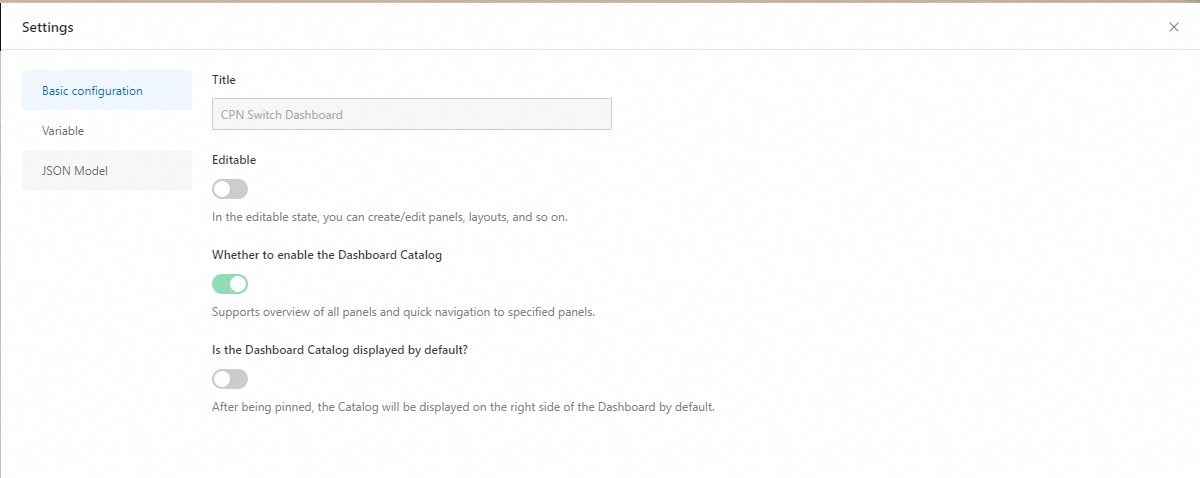 Settings
Basic configuration
Variable
JSON Model
Title
CPN Switch Dashboard
Editable
In the editable state, you can create/edit panels, layouts, and so on.
Whether to enable the Dashboard Catalog
Supports overview of all panels and quick navigation to specified panels.
Is the Dashboard Catalog displayed by default?
After being pinned, the Catalog will be displayed on the right side of the Dashboard by default.